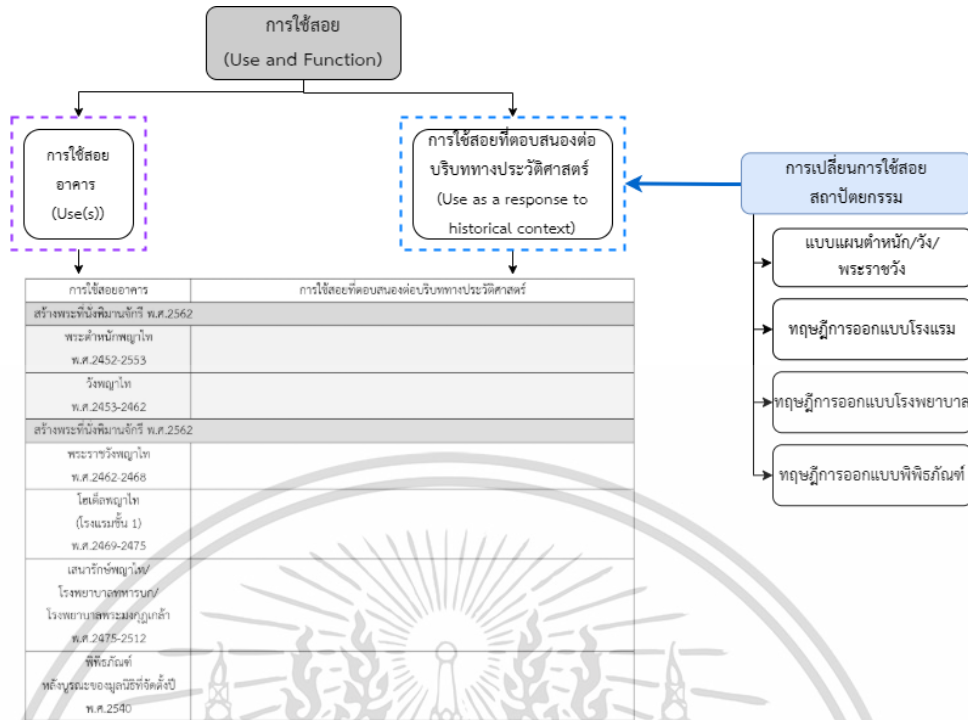 การใช้สอย
(Use and Function)
การใช้สอย
อาคาร
(Use(s))
การใช้สอยที่ตอบสนองต่อ
บริบททางประวัติศาสตร์
(Use as a response to
historical context)
การเปลี่ยนการใช้สอย
สถาปัตยกรรม
แบบแผนตำหนัก/วัง/
พระราชวัง
ทฤษฎีการออกแบบโรงแรม
ทฤษฎีการออกแบบโรงพยาบาล
ทฤษฎีการออกแบบพิพิธภัณฑ์
การใช้สอยอาคาร
การใช้สอยที่ตอบสนองต่อบริบททางประวัติศาสตร์
สร้างพระที่นั่งพิมานจักรี พ.ศ.2562
พระตำหนักพญาไท
พ.ศ.2452-2553
วังพญาไท
พ.ศ.2453-2462
สร้างพระที่นั่งพิมานจักรี พ.ศ.2562
พระราชวังพญาไท
พ.ศ.2462-2468
โฮเต็ลพญาไท
(โรงแรมชั้น 1)
พ.ศ.2469-2475
เสนารักษ์พญาไท/
โรงพยาบาลทหารบก/
โรงพยาบาลพระมงกุฎเกล้า
พ.ศ.2475-2512
พิพิธภัณฑ์
หลังบูรณะของมูลนิธิที่จัดตั้งปี
พ.ศ.2540